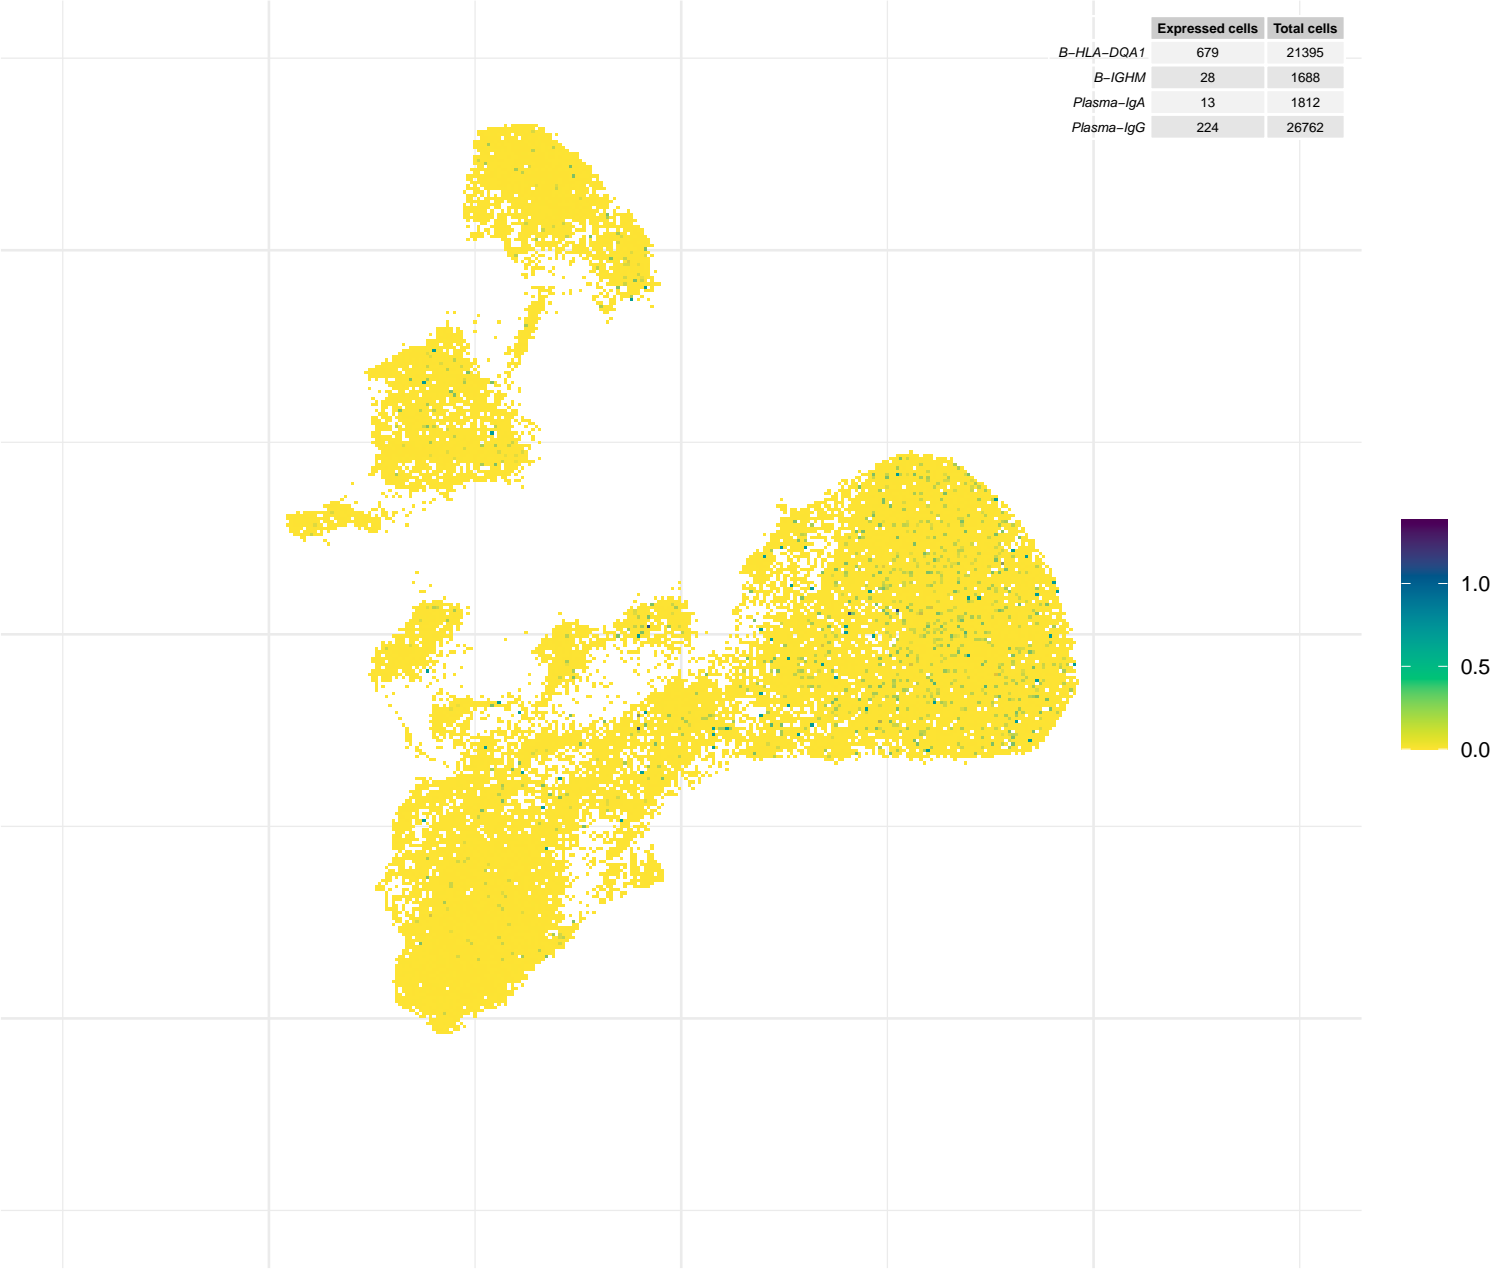 Expressed cells Total cells
B−HLA−DQA1 679 21395
B−IGHM 28 1688
Plasma−IgA 13 1812
Plasma−IgG 224 26762
1.0
0.5
0.0